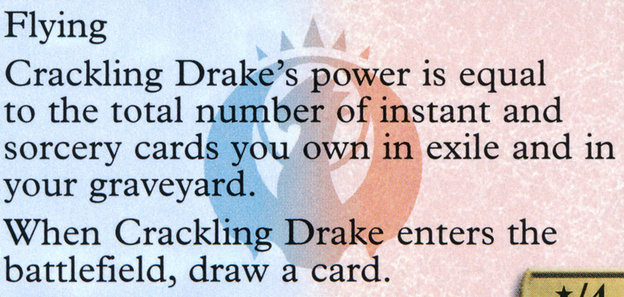 Flying
Crackling Drake's power is equal
to the total number of instant and
sorcery cards you own in exile and in
your graveyard.
When Crackling Drake enters the
battlefield, draw a card.
★/4